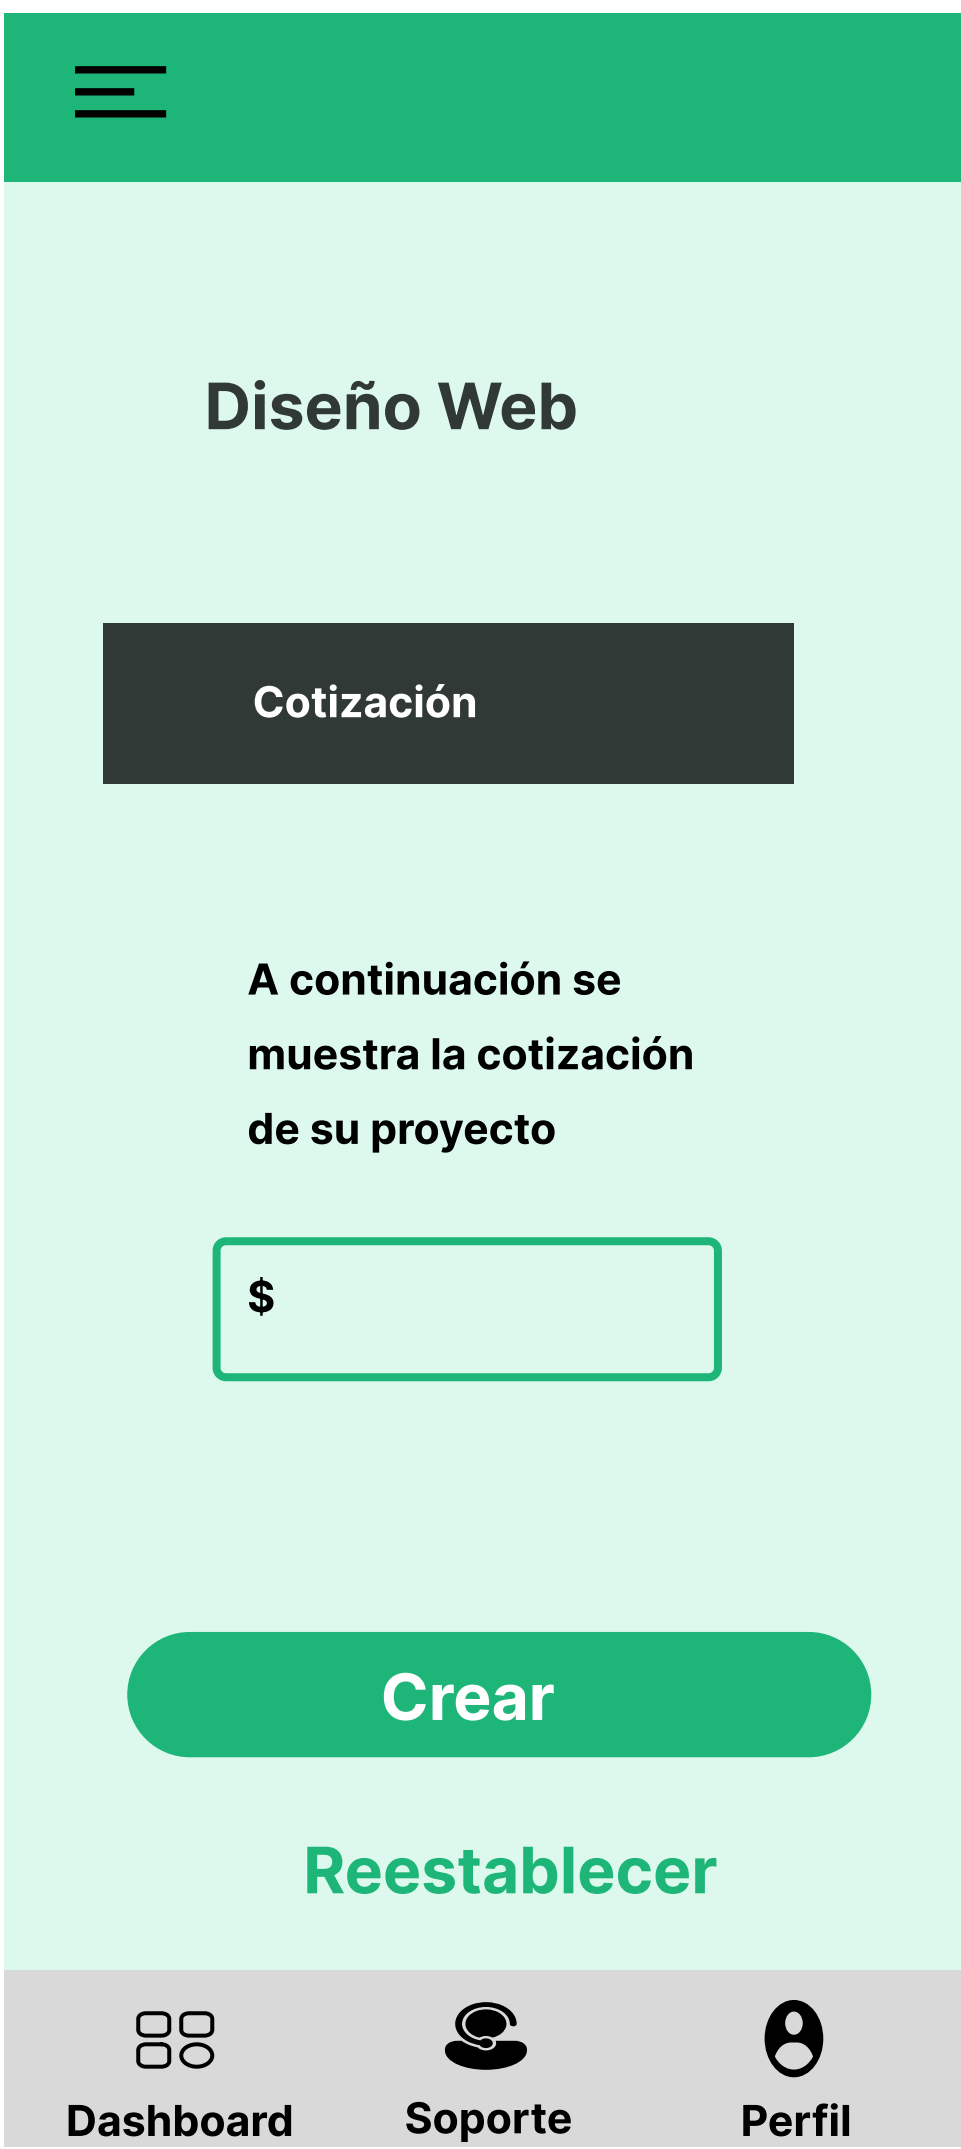 Diseño Web
Cotización
A continuación se
muestra la cotización
de su proyecto
$
Crear
Reestablecer
Dashboard
Soporte
Perfil